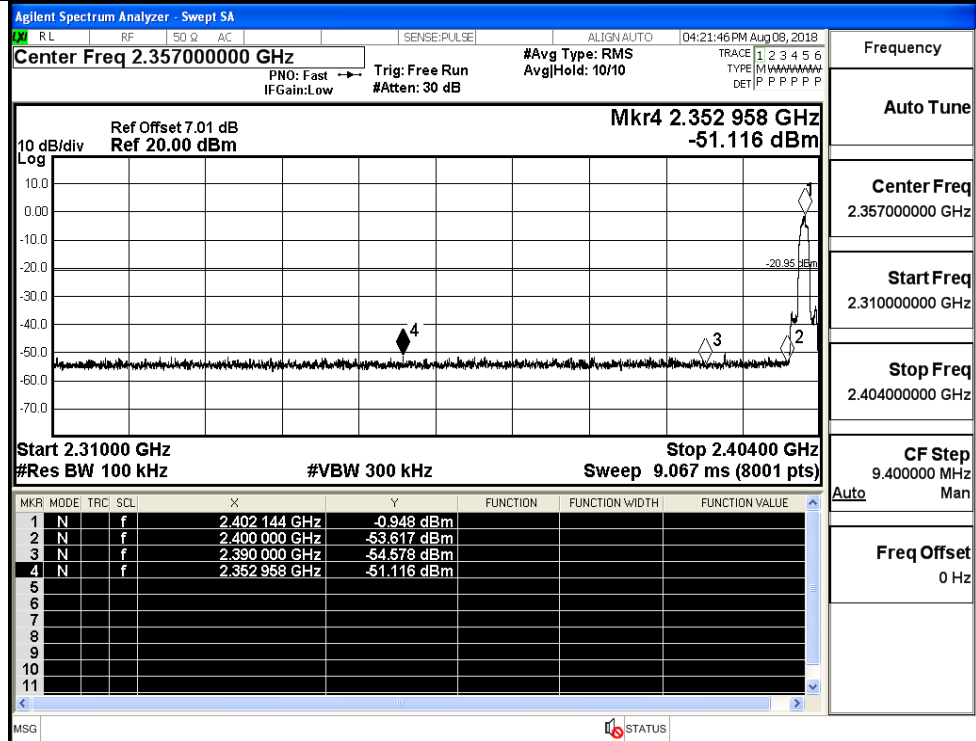 Agilent Spectrum Analyzer - Swept SA
LXI RL RF 50 Ω AC SENSE:PULSE ALIGN AUTO 04:21:46 PM Aug 08, 2018
Center Freq 2.357000000 GHz
PNO: Fast
IFGain:Low
Trig: Free Run
#Atten: 30 dB
#Avg Type: RMS
Avg|Hold: 10/10
TRACE 1 2 3 4 5 6
TYPE M WWWWW
DET P P P P P P
Ref Offset 7.01 dB
10 dB/div Ref 20.00 dBm
Log
Mkr4 2.352 958 GHz
-51.116 dBm
10.0
0.00
-10.0
-20.0
-30.0
-40.0
-50.0
-60.0
-70.0
1
-20.95 dBm
4
3
2
Start 2.31000 GHz Stop 2.40400 GHz
#Res BW 100 kHz #VBW 300 kHz Sweep 9.067 ms (8001 pts)
MKR MODE TRC SCL X Y FUNCTION FUNCTION WIDTH FUNCTION VALUE
1 N f 2.402 144 GHz -0.948 dBm
2 N f 2.400 000 GHz -53.617 dBm
3 N f 2.390 000 GHz -54.578 dBm
4 N f 2.352 958 GHz -51.116 dBm
5
6
7
8
9
10
11
MSG STATUS
Frequency
Auto Tune
Center Freq
2.357000000 GHz
Start Freq
2.310000000 GHz
Stop Freq
2.404000000 GHz
CF Step
9.400000 MHz
Auto Man
Freq Offset
0 Hz